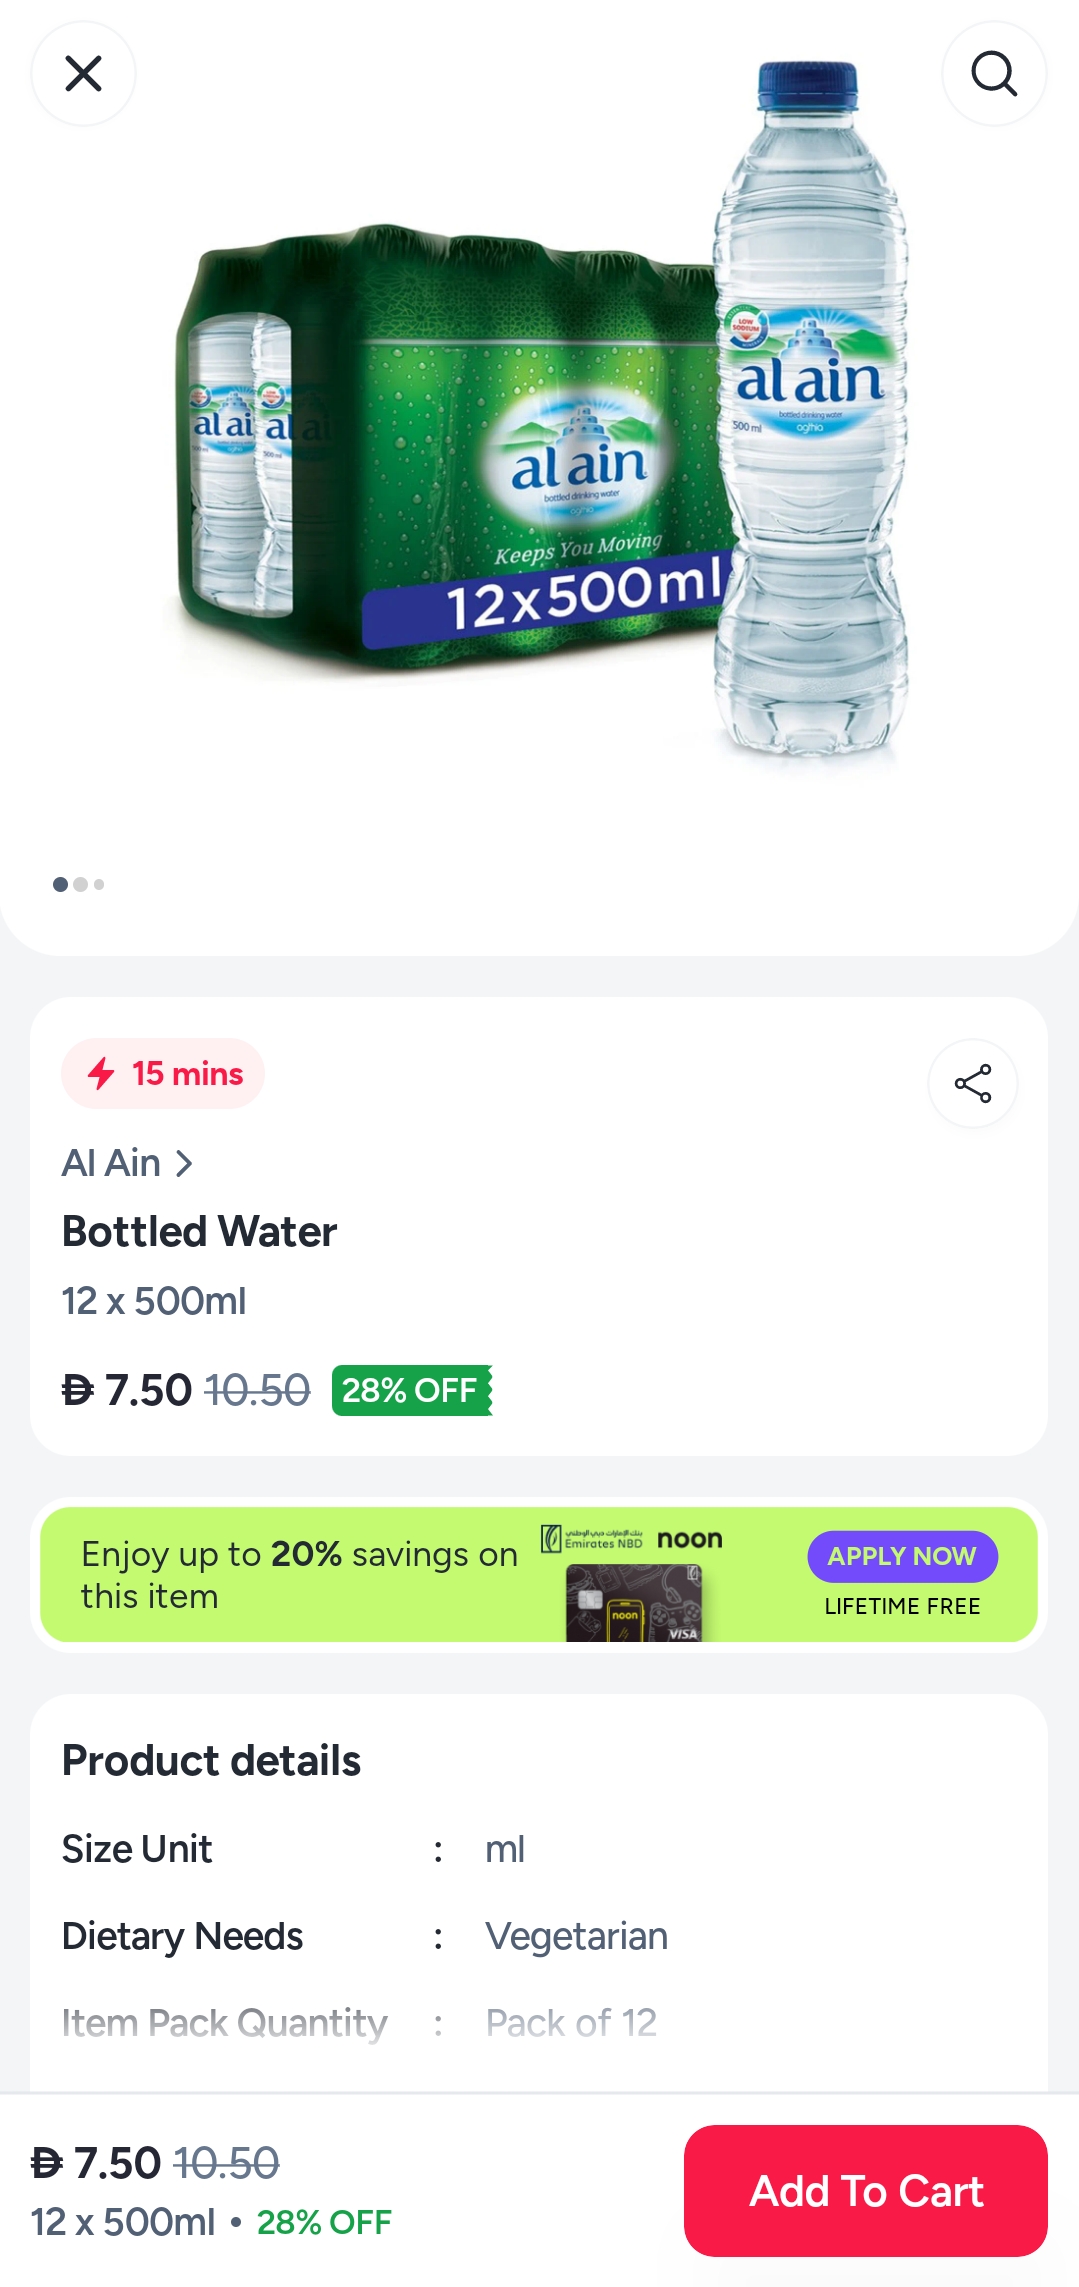 LOW
SODIUM
al ain
bottled drinking water
agthia
500 ml
al ain
bottled drinking water
agthia
Keeps You Moving
12x500ml
15 mins
Al Ain
Bottled Water
12 x 500ml
7.50 10.50 28% OFF
Enjoy up to 20% savings on
this item
بنك الإمارات دبي الوطني
Emirates NBD
noon
noon
VISA
APPLY NOW
LIFETIME FREE
Product details
Size Unit : ml
Dietary Needs : Vegetarian
Item Pack Quantity : Pack of 12
7.50 10.50
12 x 500ml • 28% OFF
Add To Cart